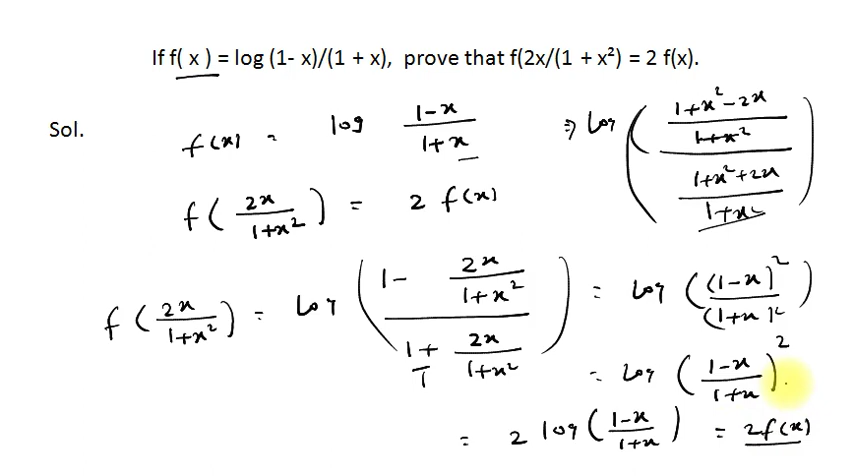 If f( x ) = log (1- x)/(1 + x),  prove that f(2x/(1 + x²) = 2 f(x).
Sol.
f(x) = log (1-x)/(1+x)
⇒ log ( ((1+x²-2x)/(1+x²)) / ((1+x²+2x)/(1+x²)) )
f( 2x/(1+x²) ) = 2 f(x)
f( 2x/(1+x²) ) = log ( (1 - 2x/(1+x²)) / (1/1 + 2x/(1+x²)) ) = log ( (1-x)²/(1+x)² )
= log ( (1-x)/(1+x) )².
= 2 log ( (1-x)/(1+x) ) = 2f(x)